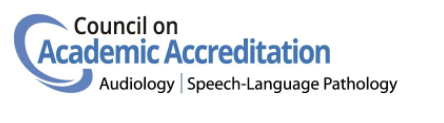 Council on
Academic Accreditation
Audiology | Speech-Language Pathology